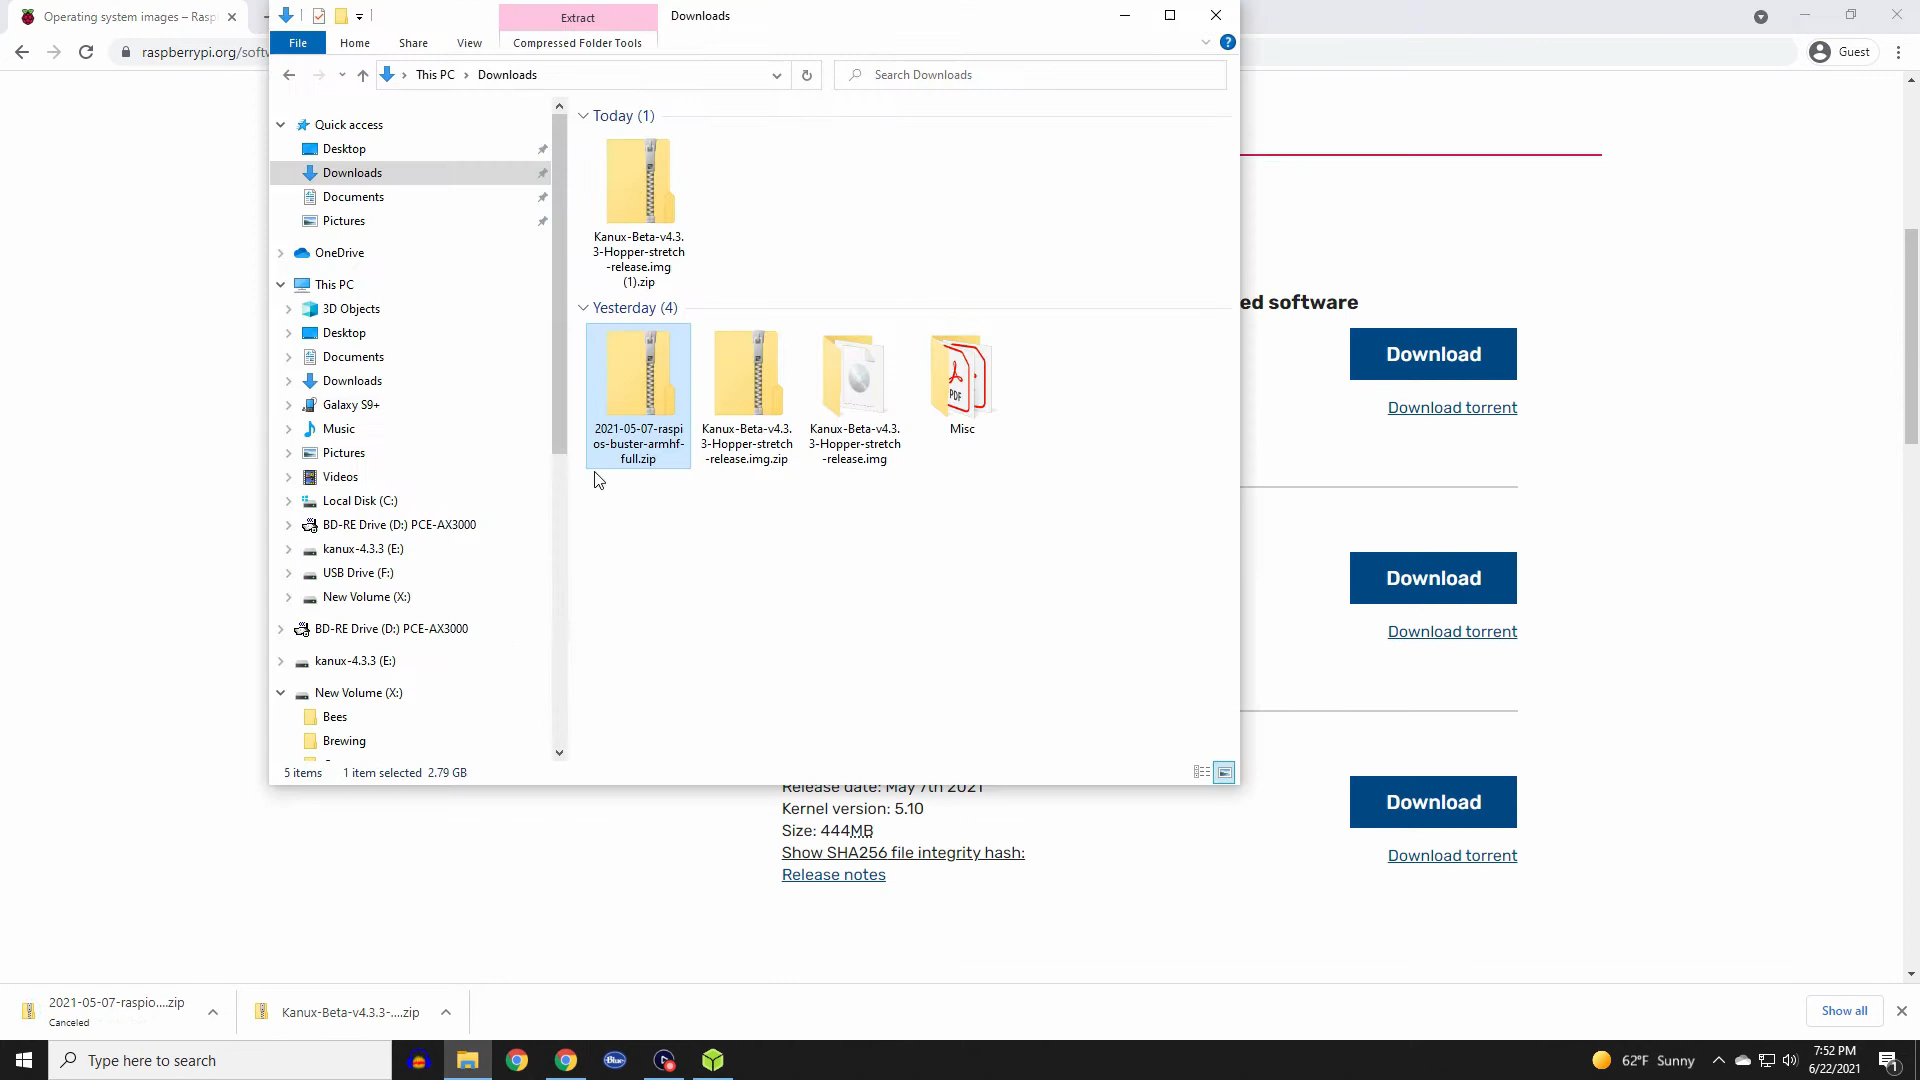 Operating system images – Rasp
raspberrypi.org/softw
Guest
Extract
Downloads
File
Home
Share
View
Compressed Folder Tools
This PC
Downloads
Search Downloads
Quick access
Desktop
Downloads
Documents
Pictures
OneDrive
This PC
3D Objects
Desktop
Documents
Downloads
Galaxy S9+
Music
Pictures
Videos
Local Disk (C:)
BD-RE Drive (D:) PCE-AX3000
kanux-4.3.3 (E:)
USB Drive (F:)
New Volume (X:)
BD-RE Drive (D:) PCE-AX3000
kanux-4.3.3 (E:)
New Volume (X:)
Bees
Brewing
Today (1)
Kanux-Beta-v4.3.
3-Hopper-stretch
-release.img
(1).zip
Yesterday (4)
2021-05-07-raspi
os-buster-armhf-
full.zip
Kanux-Beta-v4.3.
3-Hopper-stretch
-release.img.zip
Kanux-Beta-v4.3.
3-Hopper-stretch
-release.img
PDF
Misc
5 items
1 item selected 2.79 GB
ed software
Download
Download torrent
Download
Download torrent
Release date: May 7th 2021
Kernel version: 5.10
Size: 444MB
Show SHA256 file integrity hash:
Release notes
Download
Download torrent
2021-05-07-raspio....zip
Canceled
Kanux-Beta-v4.3.3-....zip
Show all
Type here to search
Blue
62°F Sunny
7:52 PM
6/22/2021
1